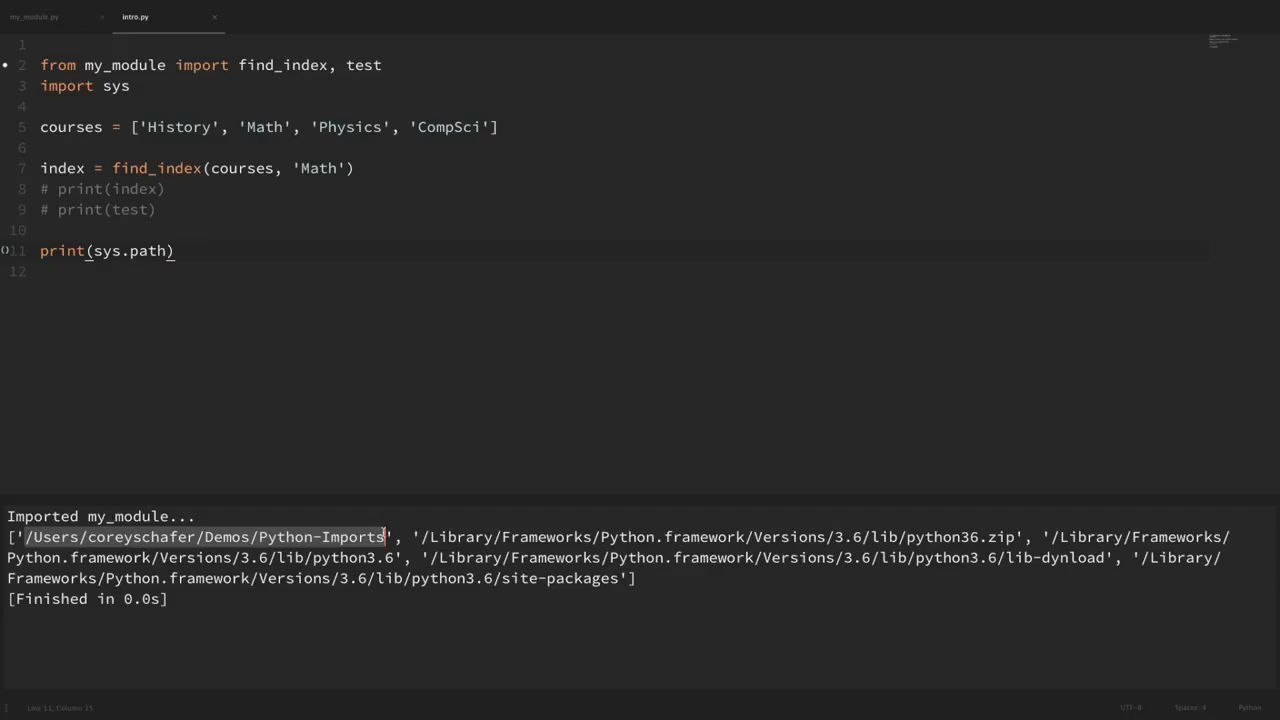 my_module.py × intro.py ×
1
2 from my_module import find_index, test
3 import sys
4
5 courses = ['History', 'Math', 'Physics', 'CompSci']
6
7 index = find_index(courses, 'Math')
8 # print(index)
9 # print(test)
10
11 print(sys.path)
12
Imported my_module...
['/Users/coreyschafer/Demos/Python-Imports', '/Library/Frameworks/Python.framework/Versions/3.6/lib/python36.zip', '/Library/Frameworks/
Python.framework/Versions/3.6/lib/python3.6', '/Library/Frameworks/Python.framework/Versions/3.6/lib/python3.6/lib-dynload', '/Library/
Frameworks/Python.framework/Versions/3.6/lib/python3.6/site-packages']
[Finished in 0.0s]
Line 11, Column 15 UTF-8 Spaces: 4 Python